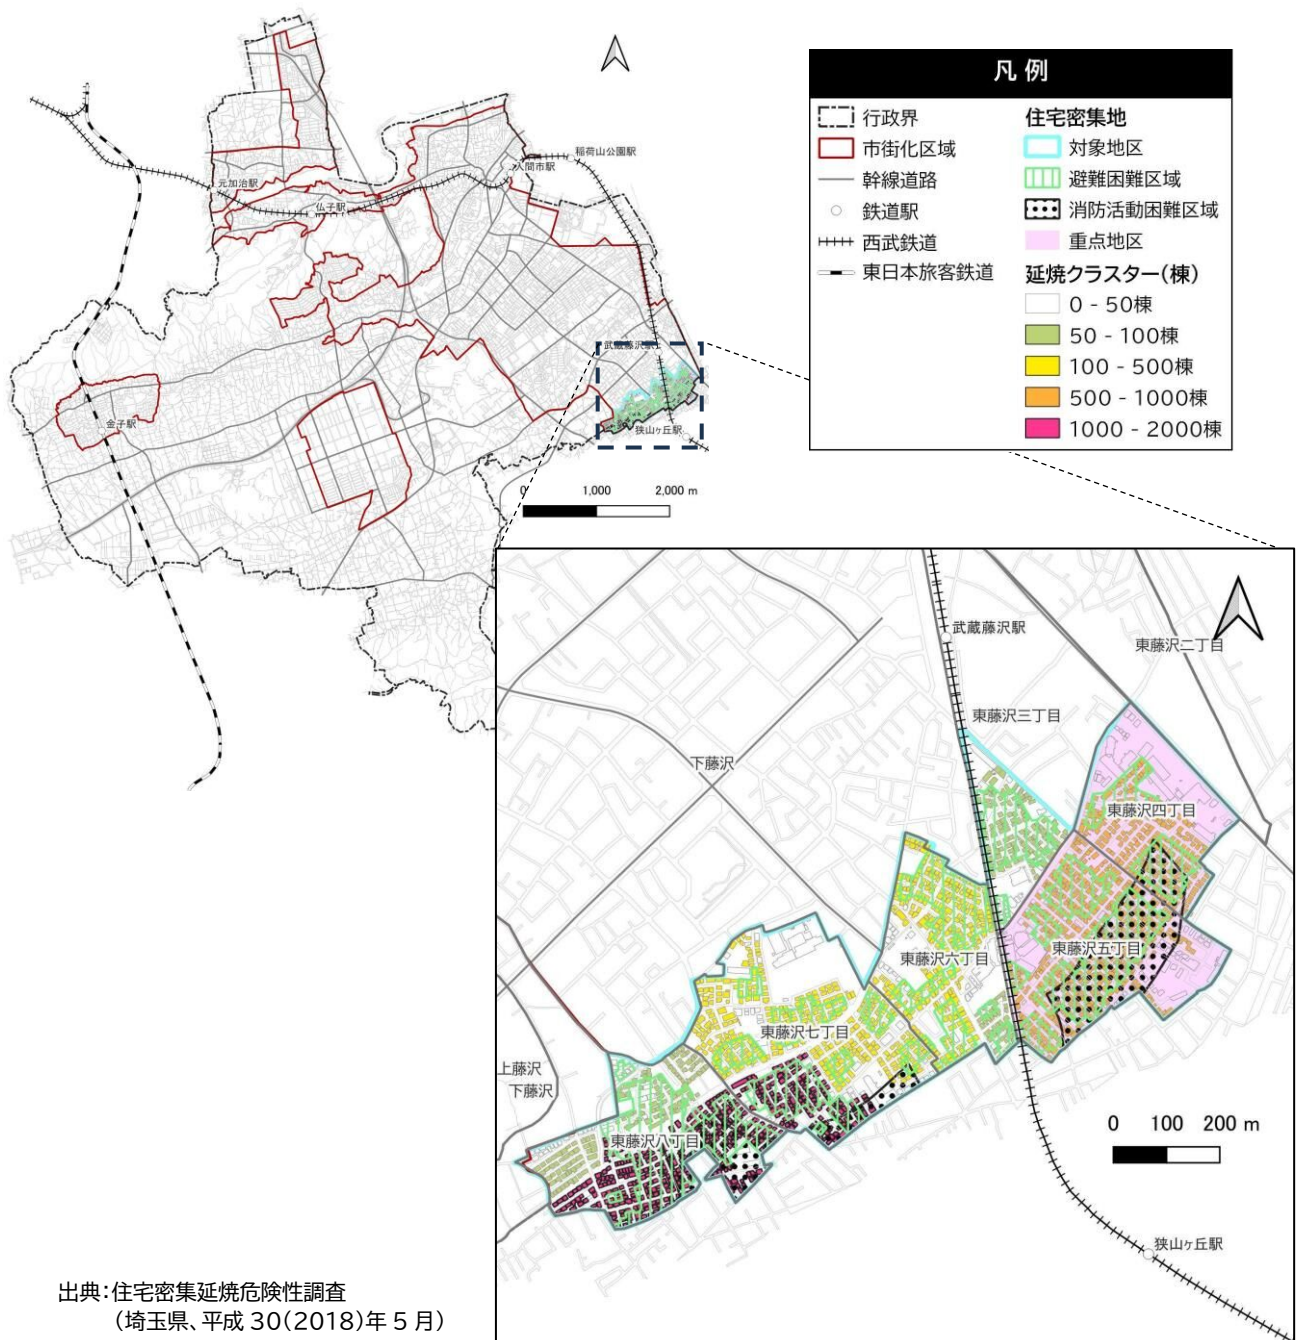 稲荷山公園駅
入間市駅
元加治駅
仏子駅
武蔵藤沢駅
金子駅
狭山ヶ丘駅
0 1,000 2,000 m
凡 例
行政界
市街化区域
幹線道路
鉄道駅
西武鉄道
東日本旅客鉄道
住宅密集地
対象地区
避難困難区域
消防活動困難区域
重点地区
延焼クラスター(棟)
0 - 50棟
50 - 100棟
100 - 500棟
500 - 1000棟
1000 - 2000棟
武蔵藤沢駅
東藤沢二丁目
東藤沢三丁目
下藤沢
東藤沢四丁目
東藤沢五丁目
東藤沢六丁目
東藤沢七丁目
上藤沢
下藤沢
東藤沢八丁目
0 100 200 m
狭山ヶ丘駅
出典:住宅密集延焼危険性調査
(埼玉県、平成 30(2018)年 5 月)